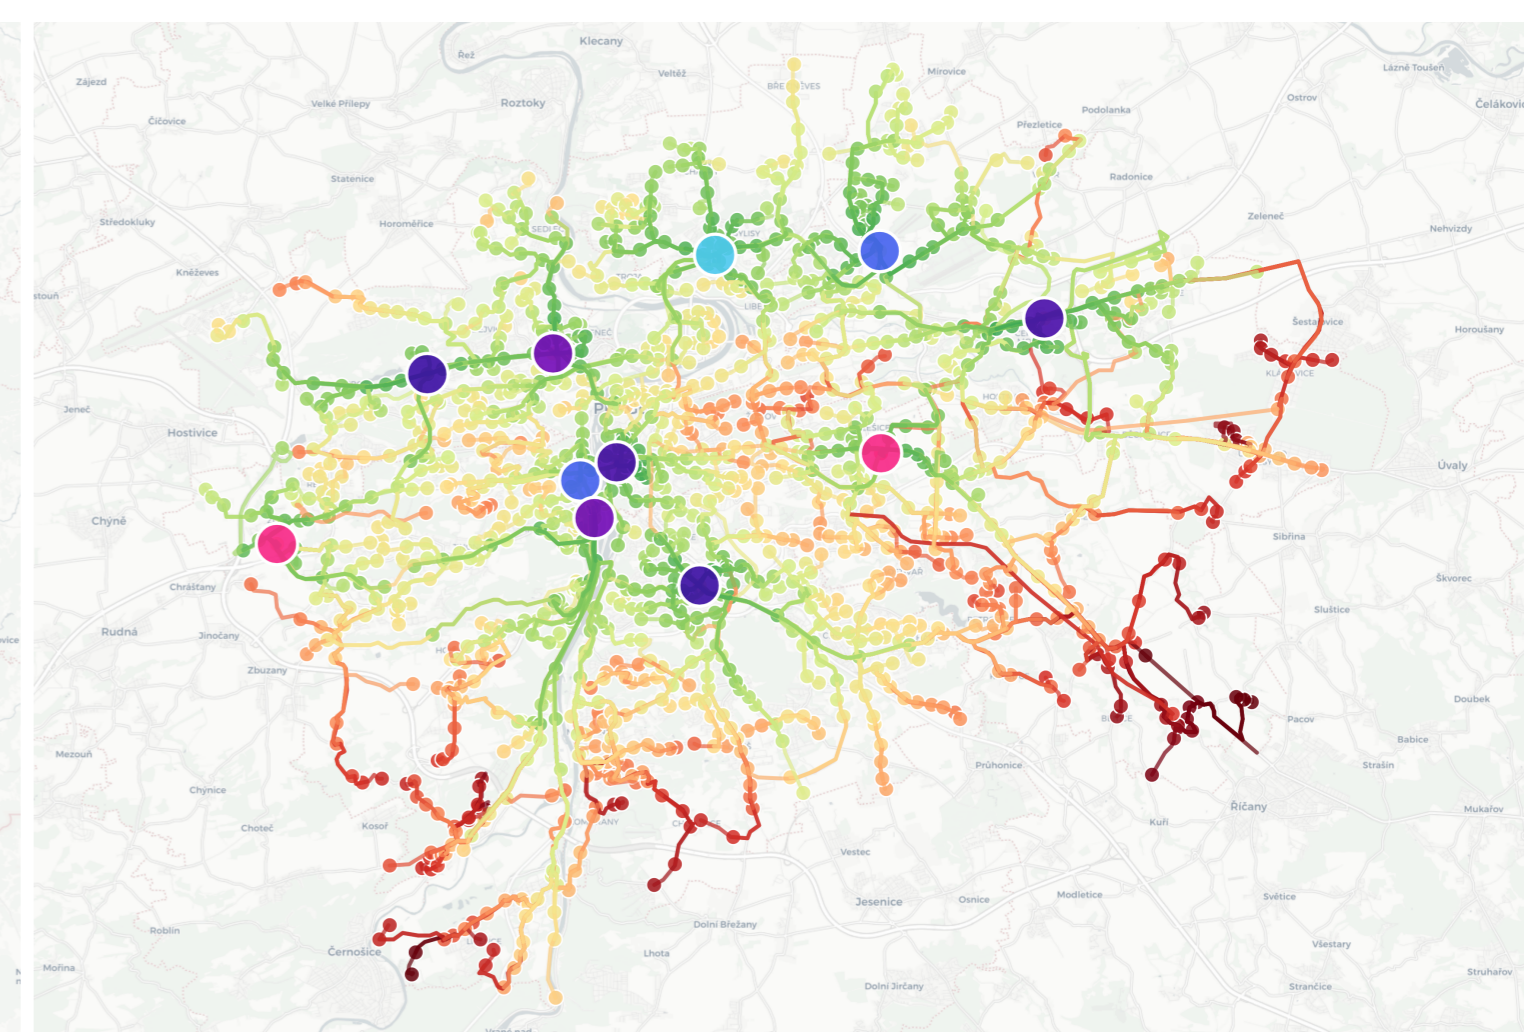 Klecany
Řež
Lázně Toušeň
Zájezd
Veltěž
Mirovice
Velké Přílepy
Roztoky
Ostrov
Čelákovic
Podolanka
Čičovice
Přezletice
Statenice
Radonice
Středokluky
Horoměřice
Zeleneč
Nehvizdy
Kněževes
stouň
Šestajovice
Horoušany
Jeneč
Hostivice
Úvaly
Chýně
Sibřina
Škvorec
Chrášťany
Sluštice
Rudná
Jinočany
ovice
Zbuzany
Doubek
Pacov
Babice
Mezouň
Průhonice
Strašín
Chýnice
Říčany
Mukařov
Kuří
Choteč
Kosoř
Vestec
Jesenice
Osnice
Modletice
Světice
Dolní Břežany
Roblín
Všestary
Černošice
Lhota
Mořina
Struhařov
Dolní Jirčany
Strančice